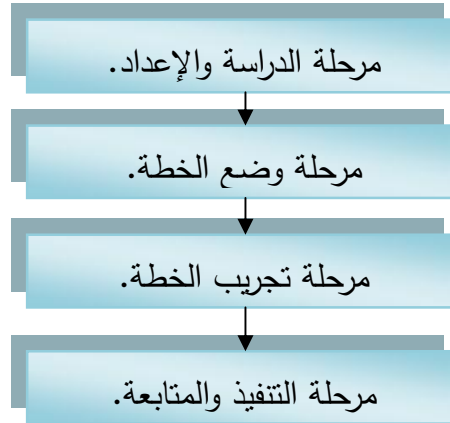 مرحلة الدراسة والإعداد.
مرحلة وضع الخطة.
مرحلة تجريب الخطة.
مرحلة التنفيذ والمتابعة.